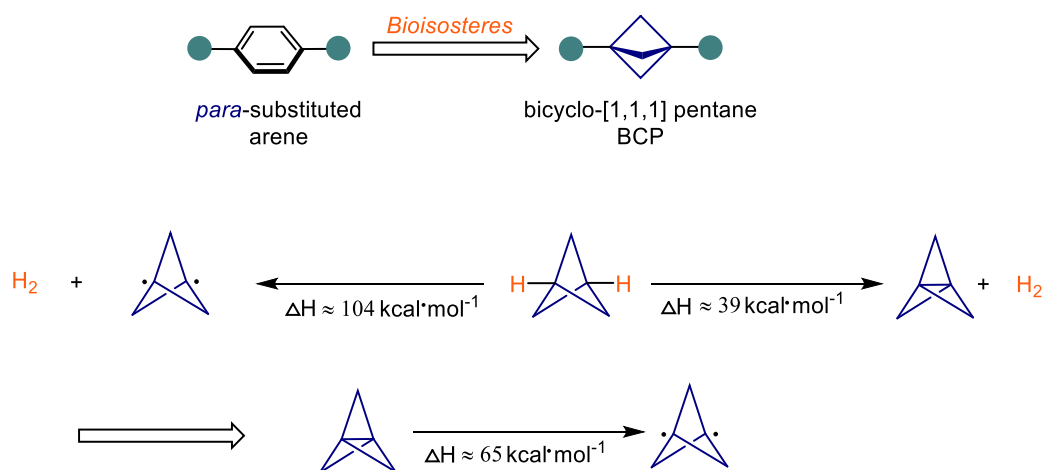 Bioisosteres
para-substituted
arene
bicyclo-[1,1,1] pentane
BCP
H2 +
H H
+ H2
ΔH ≈ 104 kcal•mol-1
ΔH ≈ 39 kcal•mol-1
ΔH ≈ 65 kcal•mol-1